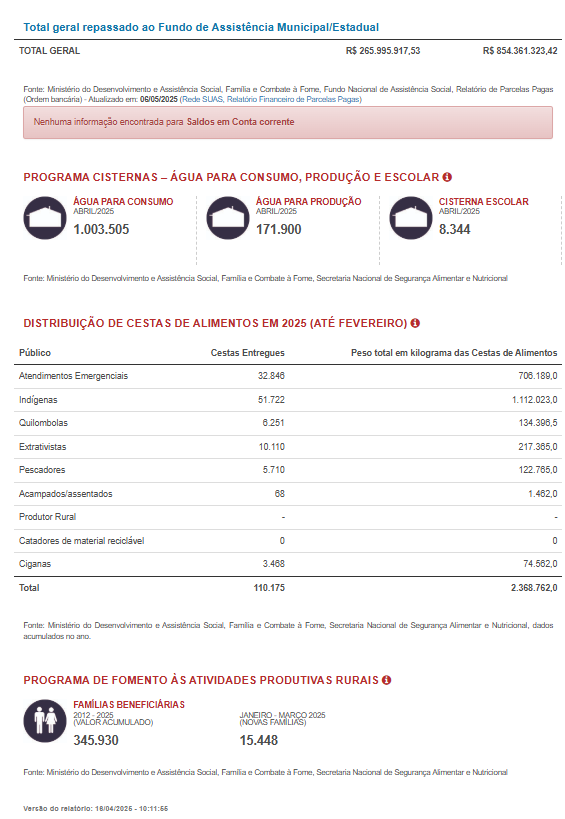 Total geral repassado ao Fundo de Assistência Municipal/Estadual
TOTAL GERAL R$ 265.995.917,53 R$ 854.361.323,42
Fonte: Ministério do Desenvolvimento e Assistência Social, Família e Combate à Fome, Fundo Nacional de Assistência Social, Relatório de Parcelas Pagas
(Ordem bancária) - Atualizado em: 06/05/2025 (Rede SUAS, Relatório Financeiro de Parcelas Pagas)
Nenhuma informação encontrada para Saldos em Conta corrente
PROGRAMA CISTERNAS – ÁGUA PARA CONSUMO, PRODUÇÃO E ESCOLAR
ÁGUA PARA CONSUMO
ABRIL/2025
1.003.505
ÁGUA PARA PRODUÇÃO
ABRIL/2025
171.900
CISTERNA ESCOLAR
ABRIL/2025
8.344
Fonte: Ministério do Desenvolvimento e Assistência Social, Família e Combate à Fome, Secretaria Nacional de Segurança Alimentar e Nutricional
DISTRIBUIÇÃO DE CESTAS DE ALIMENTOS EM 2025 (ATÉ FEVEREIRO)
Público Cestas Entregues Peso total em kilograma das Cestas de Alimentos
Atendimentos Emergenciais 32.846 706.189,0
Indígenas 51.722 1.112.023,0
Quilombolas 6.251 134.396,5
Extrativistas 10.110 217.365,0
Pescadores 5.710 122.765,0
Acampados/assentados 68 1.462,0
Produtor Rural - -
Catadores de material reciclável 0 0
Ciganas 3.468 74.562,0
Total 110.175 2.368.762,0
Fonte: Ministério do Desenvolvimento e Assistência Social, Família e Combate à Fome, Secretaria Nacional de Segurança Alimentar e Nutricional, dados
acumulados no ano.
PROGRAMA DE FOMENTO ÀS ATIVIDADES PRODUTIVAS RURAIS
FAMÍLIAS BENEFICIÁRIAS
2012 - 2025
(VALOR ACUMULADO)
345.930
JANEIRO - MARÇO 2025
(NOVAS FAMÍLIAS)
15.448
Fonte: Ministério do Desenvolvimento e Assistência Social, Família e Combate à Fome, Secretaria Nacional de Segurança Alimentar e Nutricional
Versão do relatório: 16/04/2025 - 10:11:55